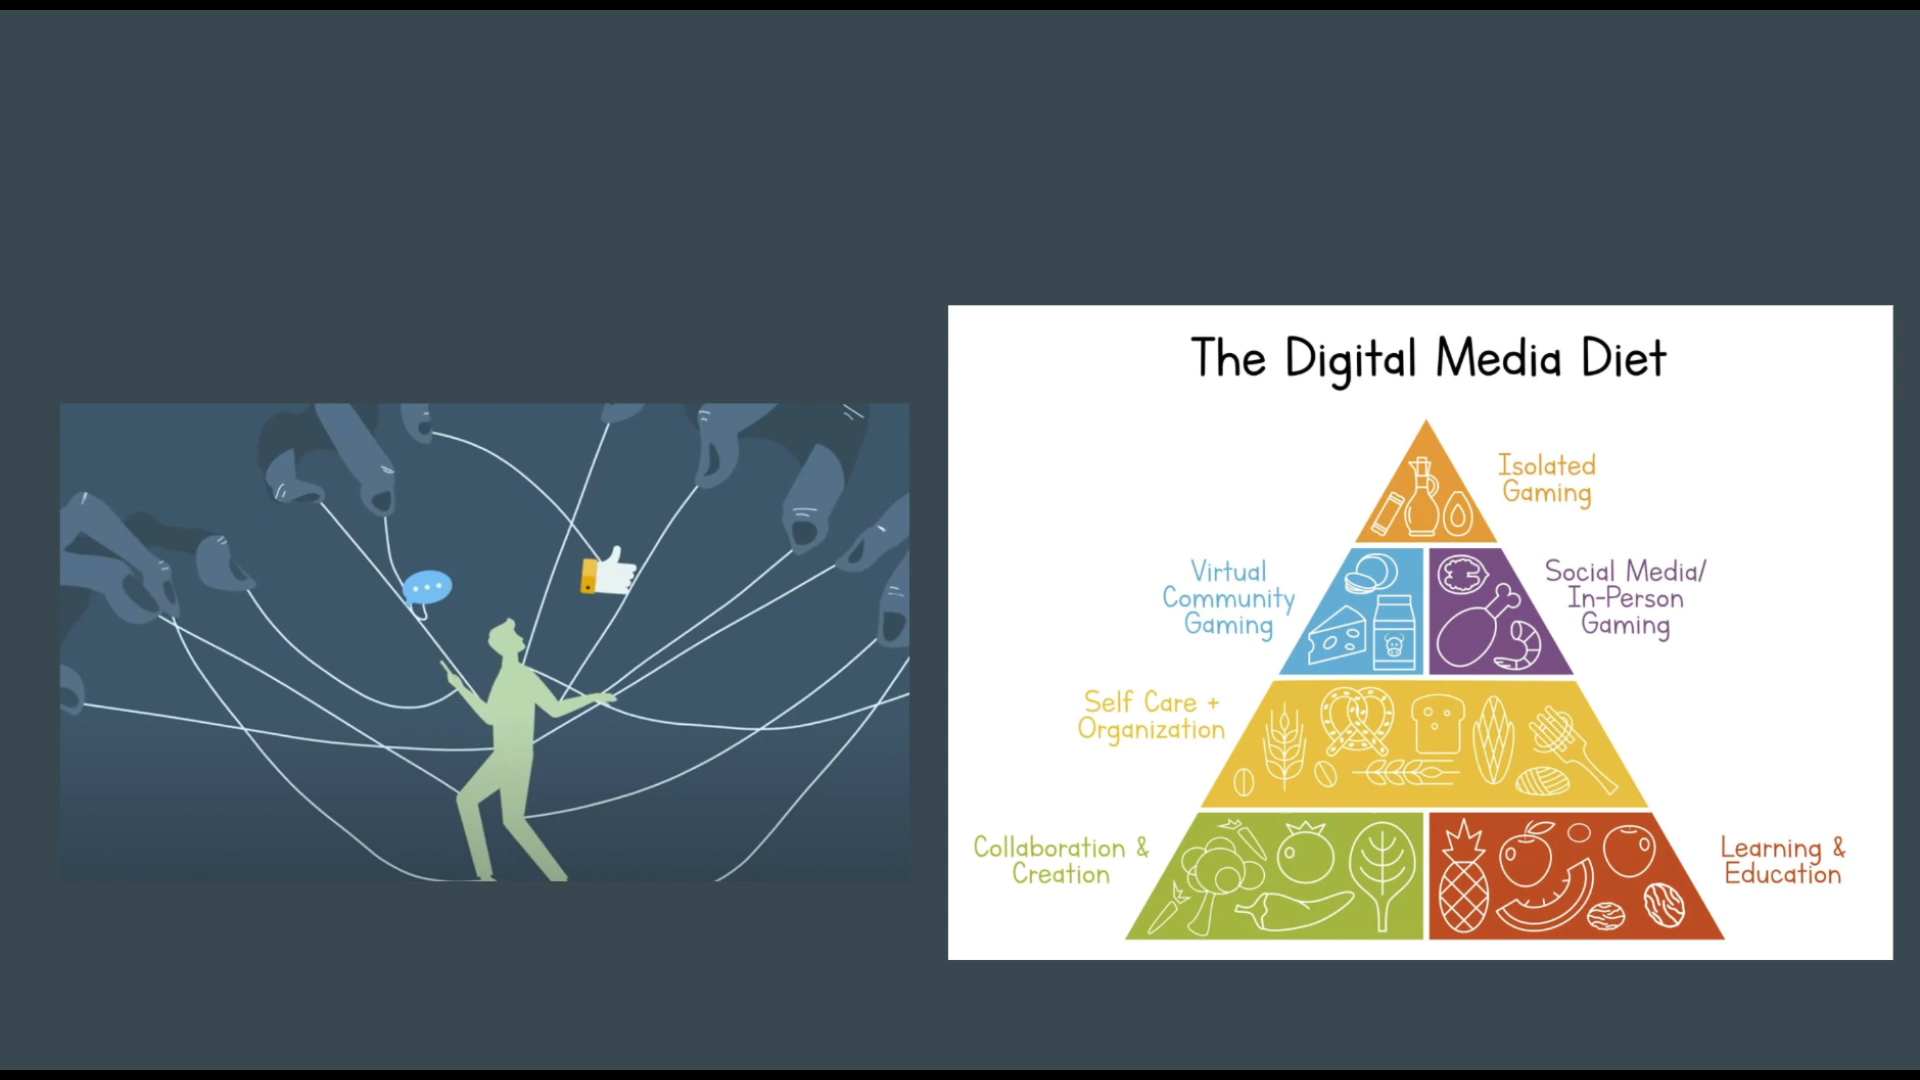 The Digital Media Diet
Isolated
Gaming
Virtual
Community
Gaming
Social Media/
In-Person
Gaming
Self Care +
Organization
Collaboration &
Creation
Learning &
Education